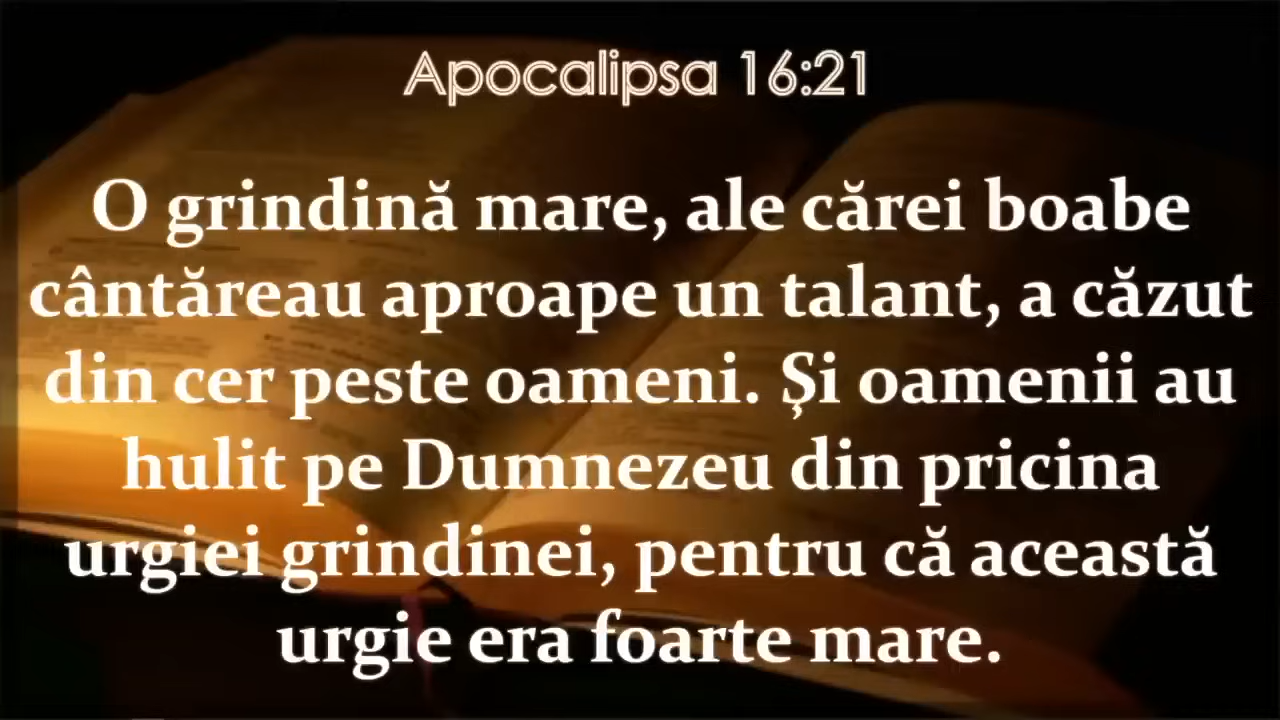 Apocalipsa 16:21
O grindină mare, ale cărei boabe
cântăreau aproape un talant, a căzut
din cer peste oameni. Și oamenii au
hulit pe Dumnezeu din pricina
urgiei grindinei, pentru că această
urgie era foarte mare.